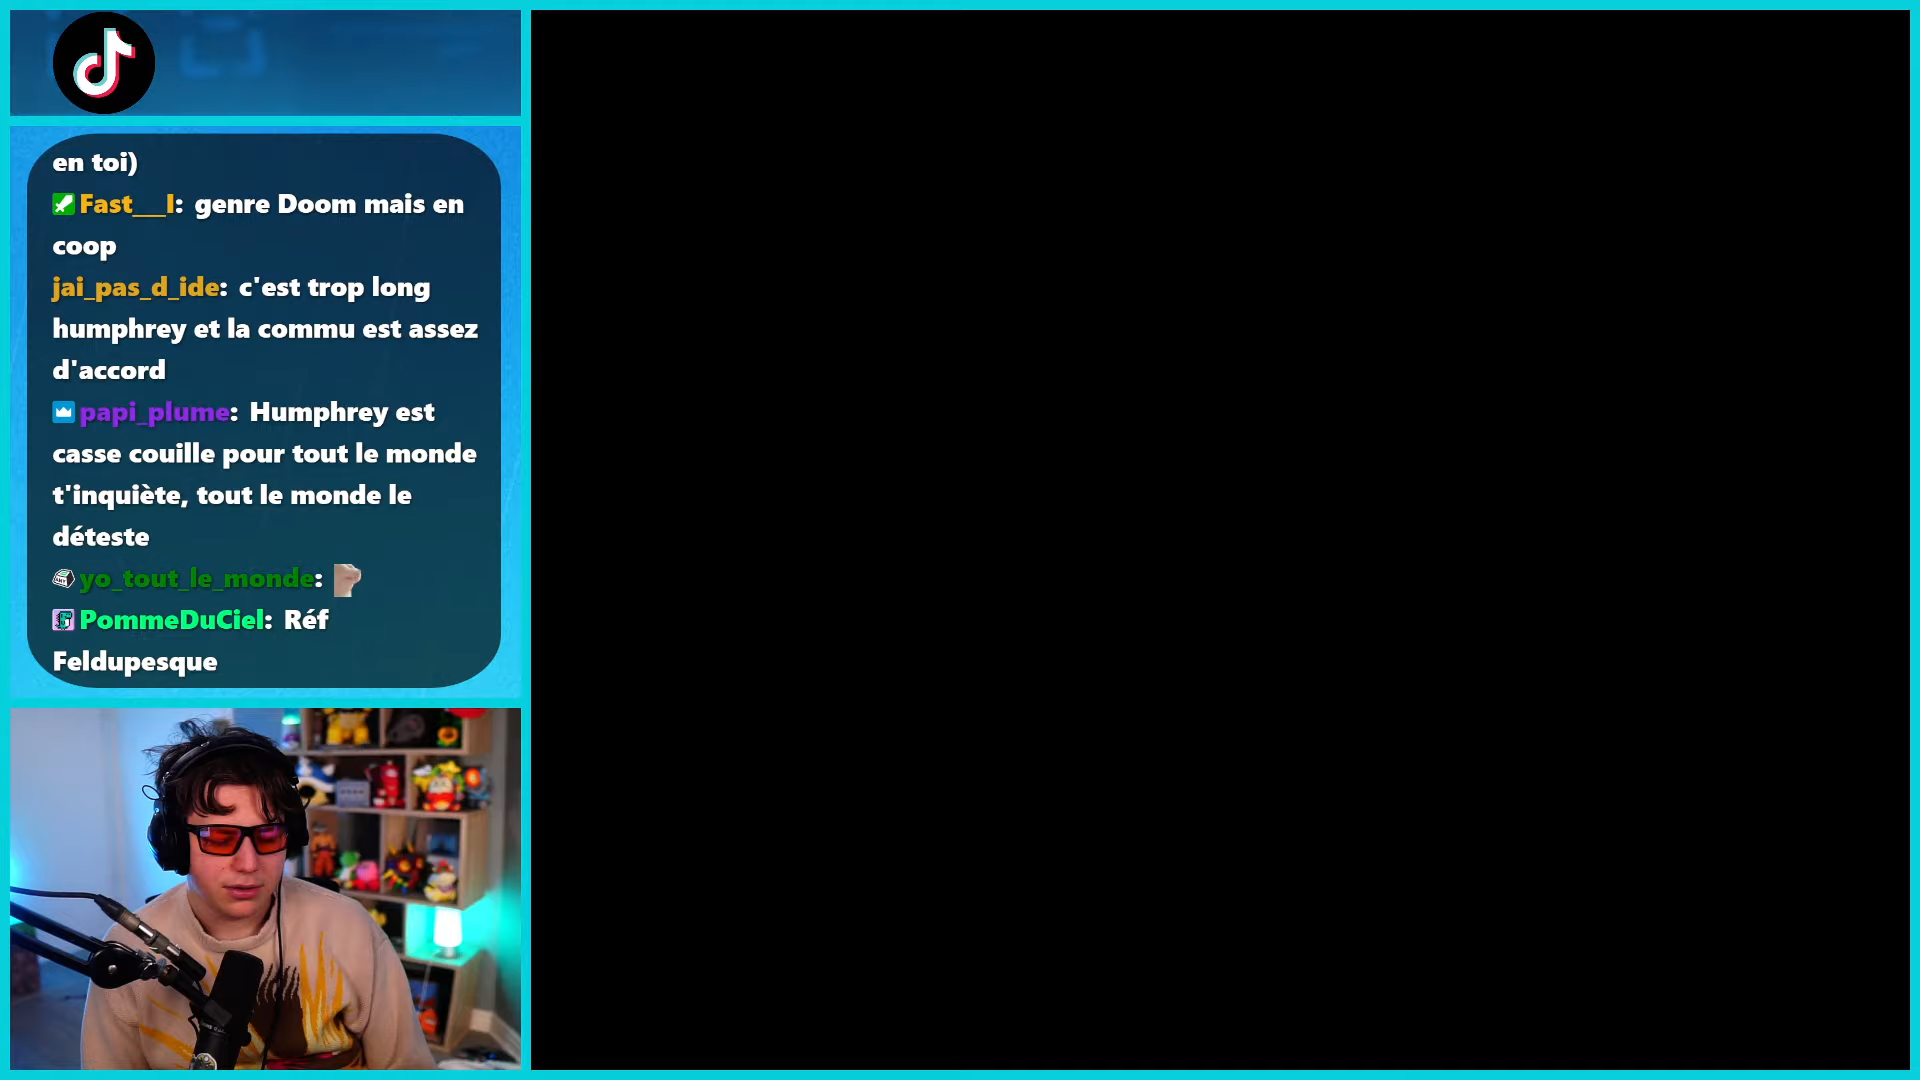 en toi)
Fast___I: genre Doom mais en
coop
jai_pas_d_ide: c'est trop long
humphrey et la commu est assez
d'accord
papi_plume: Humphrey est
casse couille pour tout le monde
t'inquiète, tout le monde le
déteste
yo_tout_le_monde:
PommeDuCiel: Réf
Feldupesque